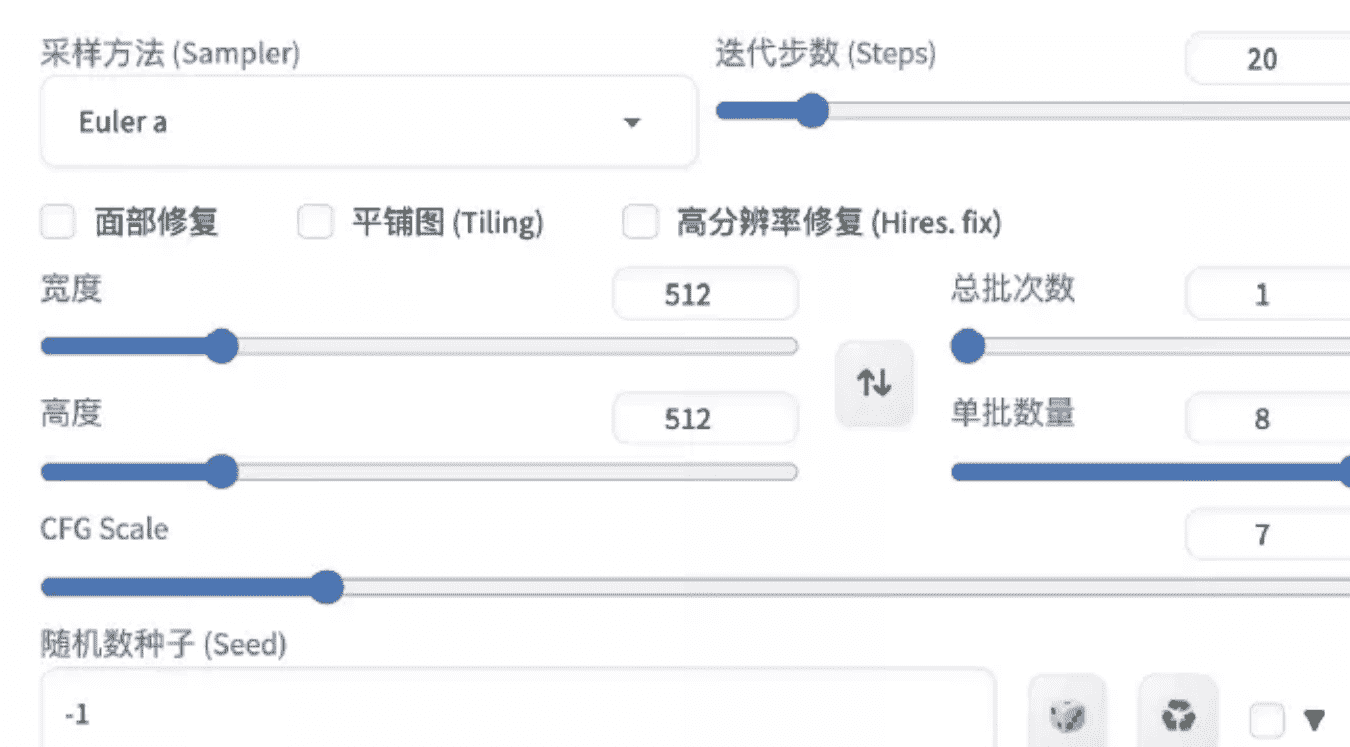 采样方法 (Sampler)
迭代步数 (Steps)
20
Euler a
面部修复
平铺图 (Tiling)
高分辨率修复 (Hires. fix)
宽度
512
总批次数
1
高度
512
单批数量
8
CFG Scale
7
随机数种子 (Seed)
-1